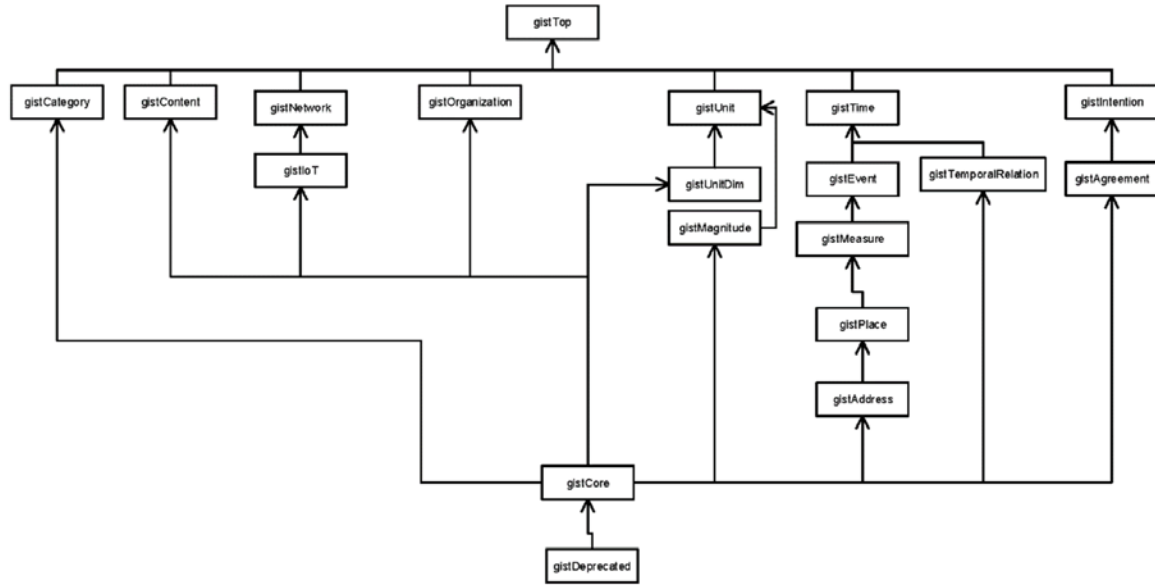 gistTop
gistCategory
gistContent
gistNetwork
gistOrganization
gistUnit
gistTime
gistIntention
gistIoT
gistUnitDim
gistEvent
gistTemporalRelation
gistAgreement
gistMagnitude
gistMeasure
gistPlace
gistAddress
gistCore
gistDeprecated